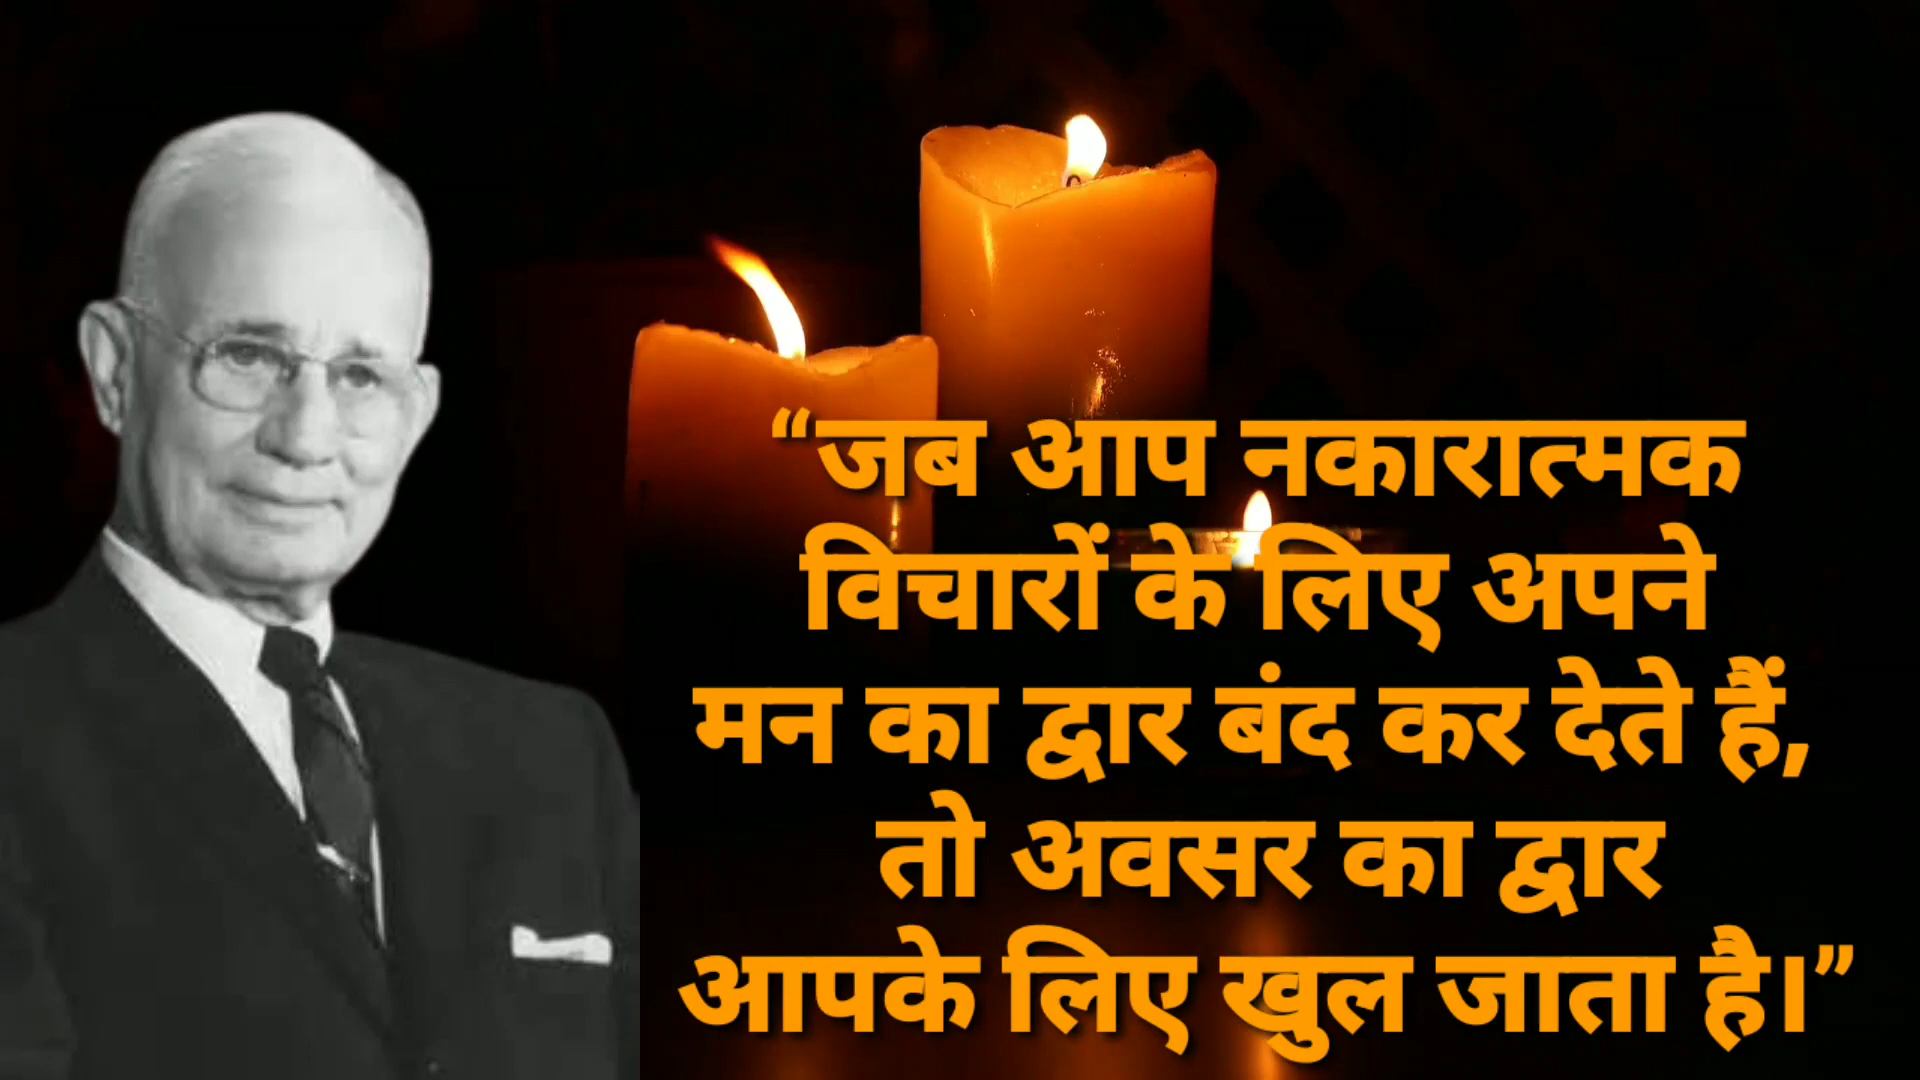 “जब आप नकारात्मक
विचारों के लिए अपने
मन का द्वार बंद कर देते हैं,
तो अवसर का द्वार
आपके लिए खुल जाता है।”